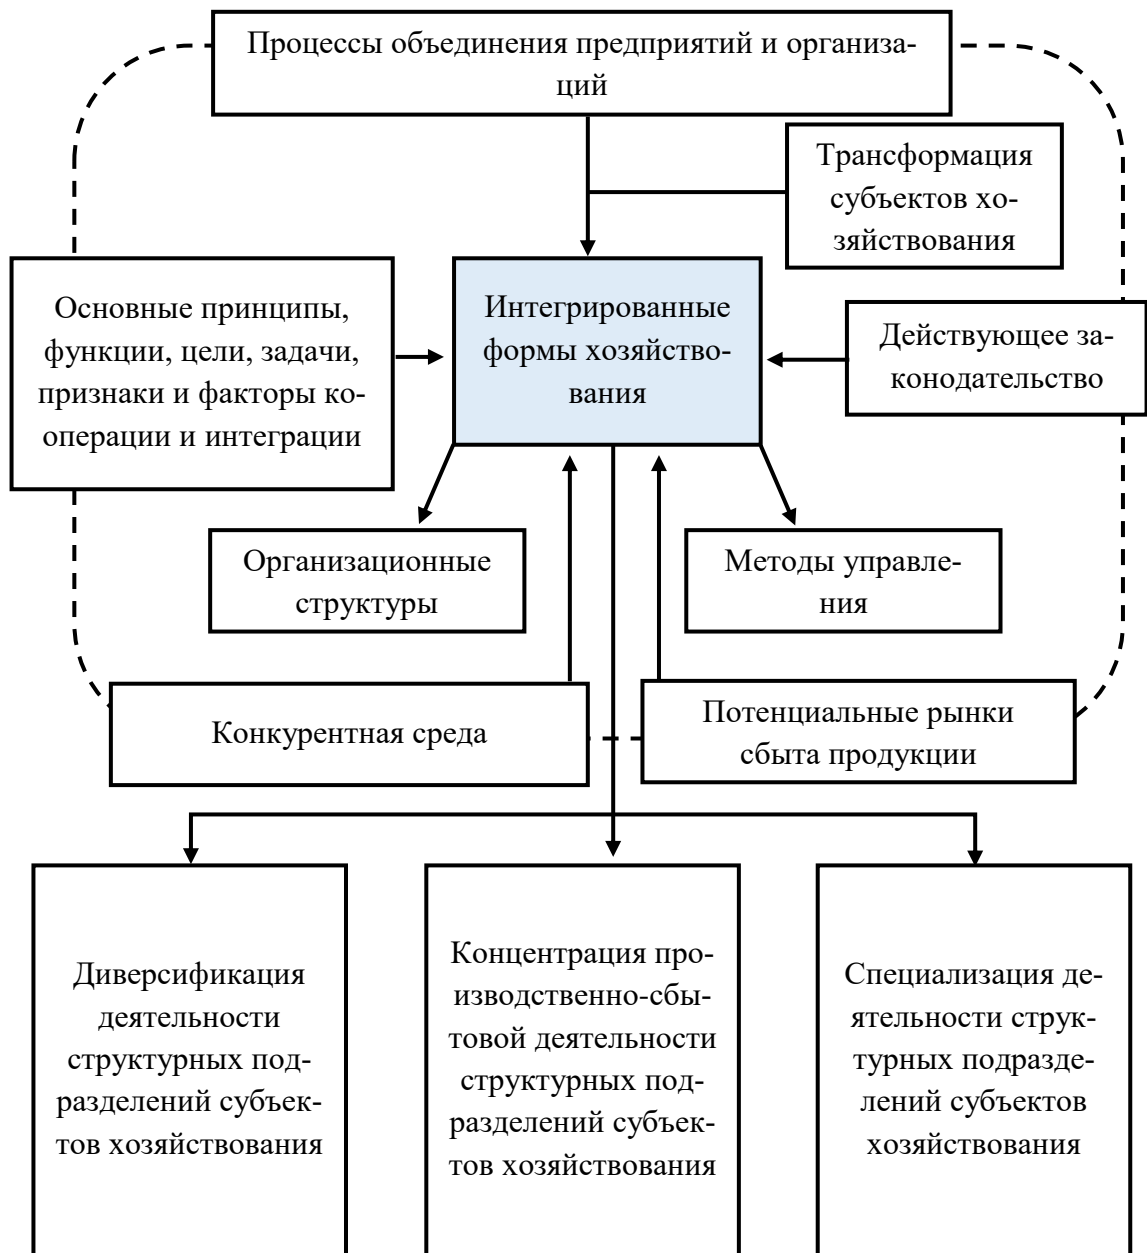 Процессы объединения предприятий и организа-
ций
Трансформация
субъектов хо-
зяйствования
Основные принципы,
функции, цели, задачи,
признаки и факторы ко-
операции и интеграции
Интегрированные
формы хозяйство-
вания
Действующее за-
конодательство
Организационные
структуры
Методы управле-
ния
Конкурентная среда
Потенциальные рынки
сбыта продукции
Диверсификация
деятельности
структурных под-
разделений субъек-
тов хозяйствования
Концентрация про-
изводственно-сбы-
товой деятельности
структурных под-
разделений субъек-
тов хозяйствования
Специализация де-
ятельности струк-
турных подразде-
лений субъектов
хозяйствования